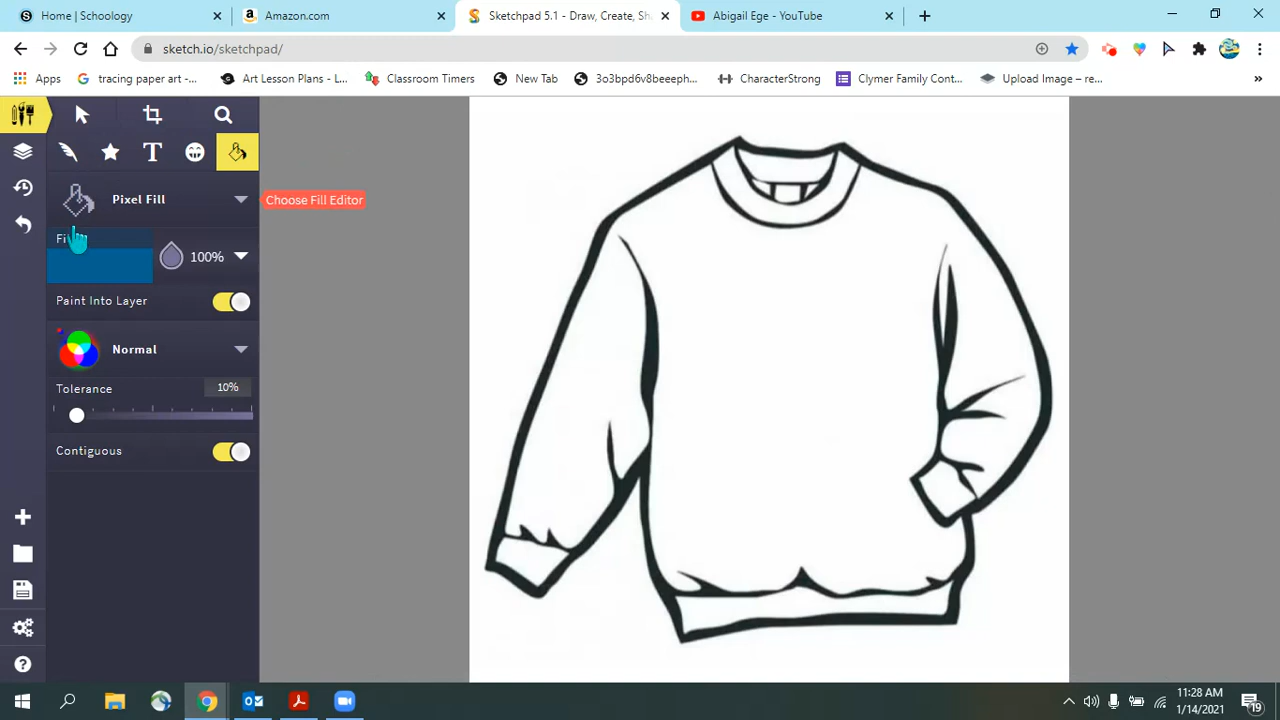 Home | Schoology
Amazon.com
Sketchpad 5.1 - Draw, Create, Sh
Abigail Ege - YouTube
sketch.io/sketchpad/
Apps
tracing paper art -...
Art Lesson Plans - L...
Classroom Timers
New Tab
3o3bpd6v8beeeph...
CharacterStrong
Clymer Family Cont...
Upload Image – re...
»
T
Pixel Fill
Choose Fill Editor
100%
Paint Into Layer
Normal
Tolerance
10%
Contiguous
11:28 AM
1/14/2021
19